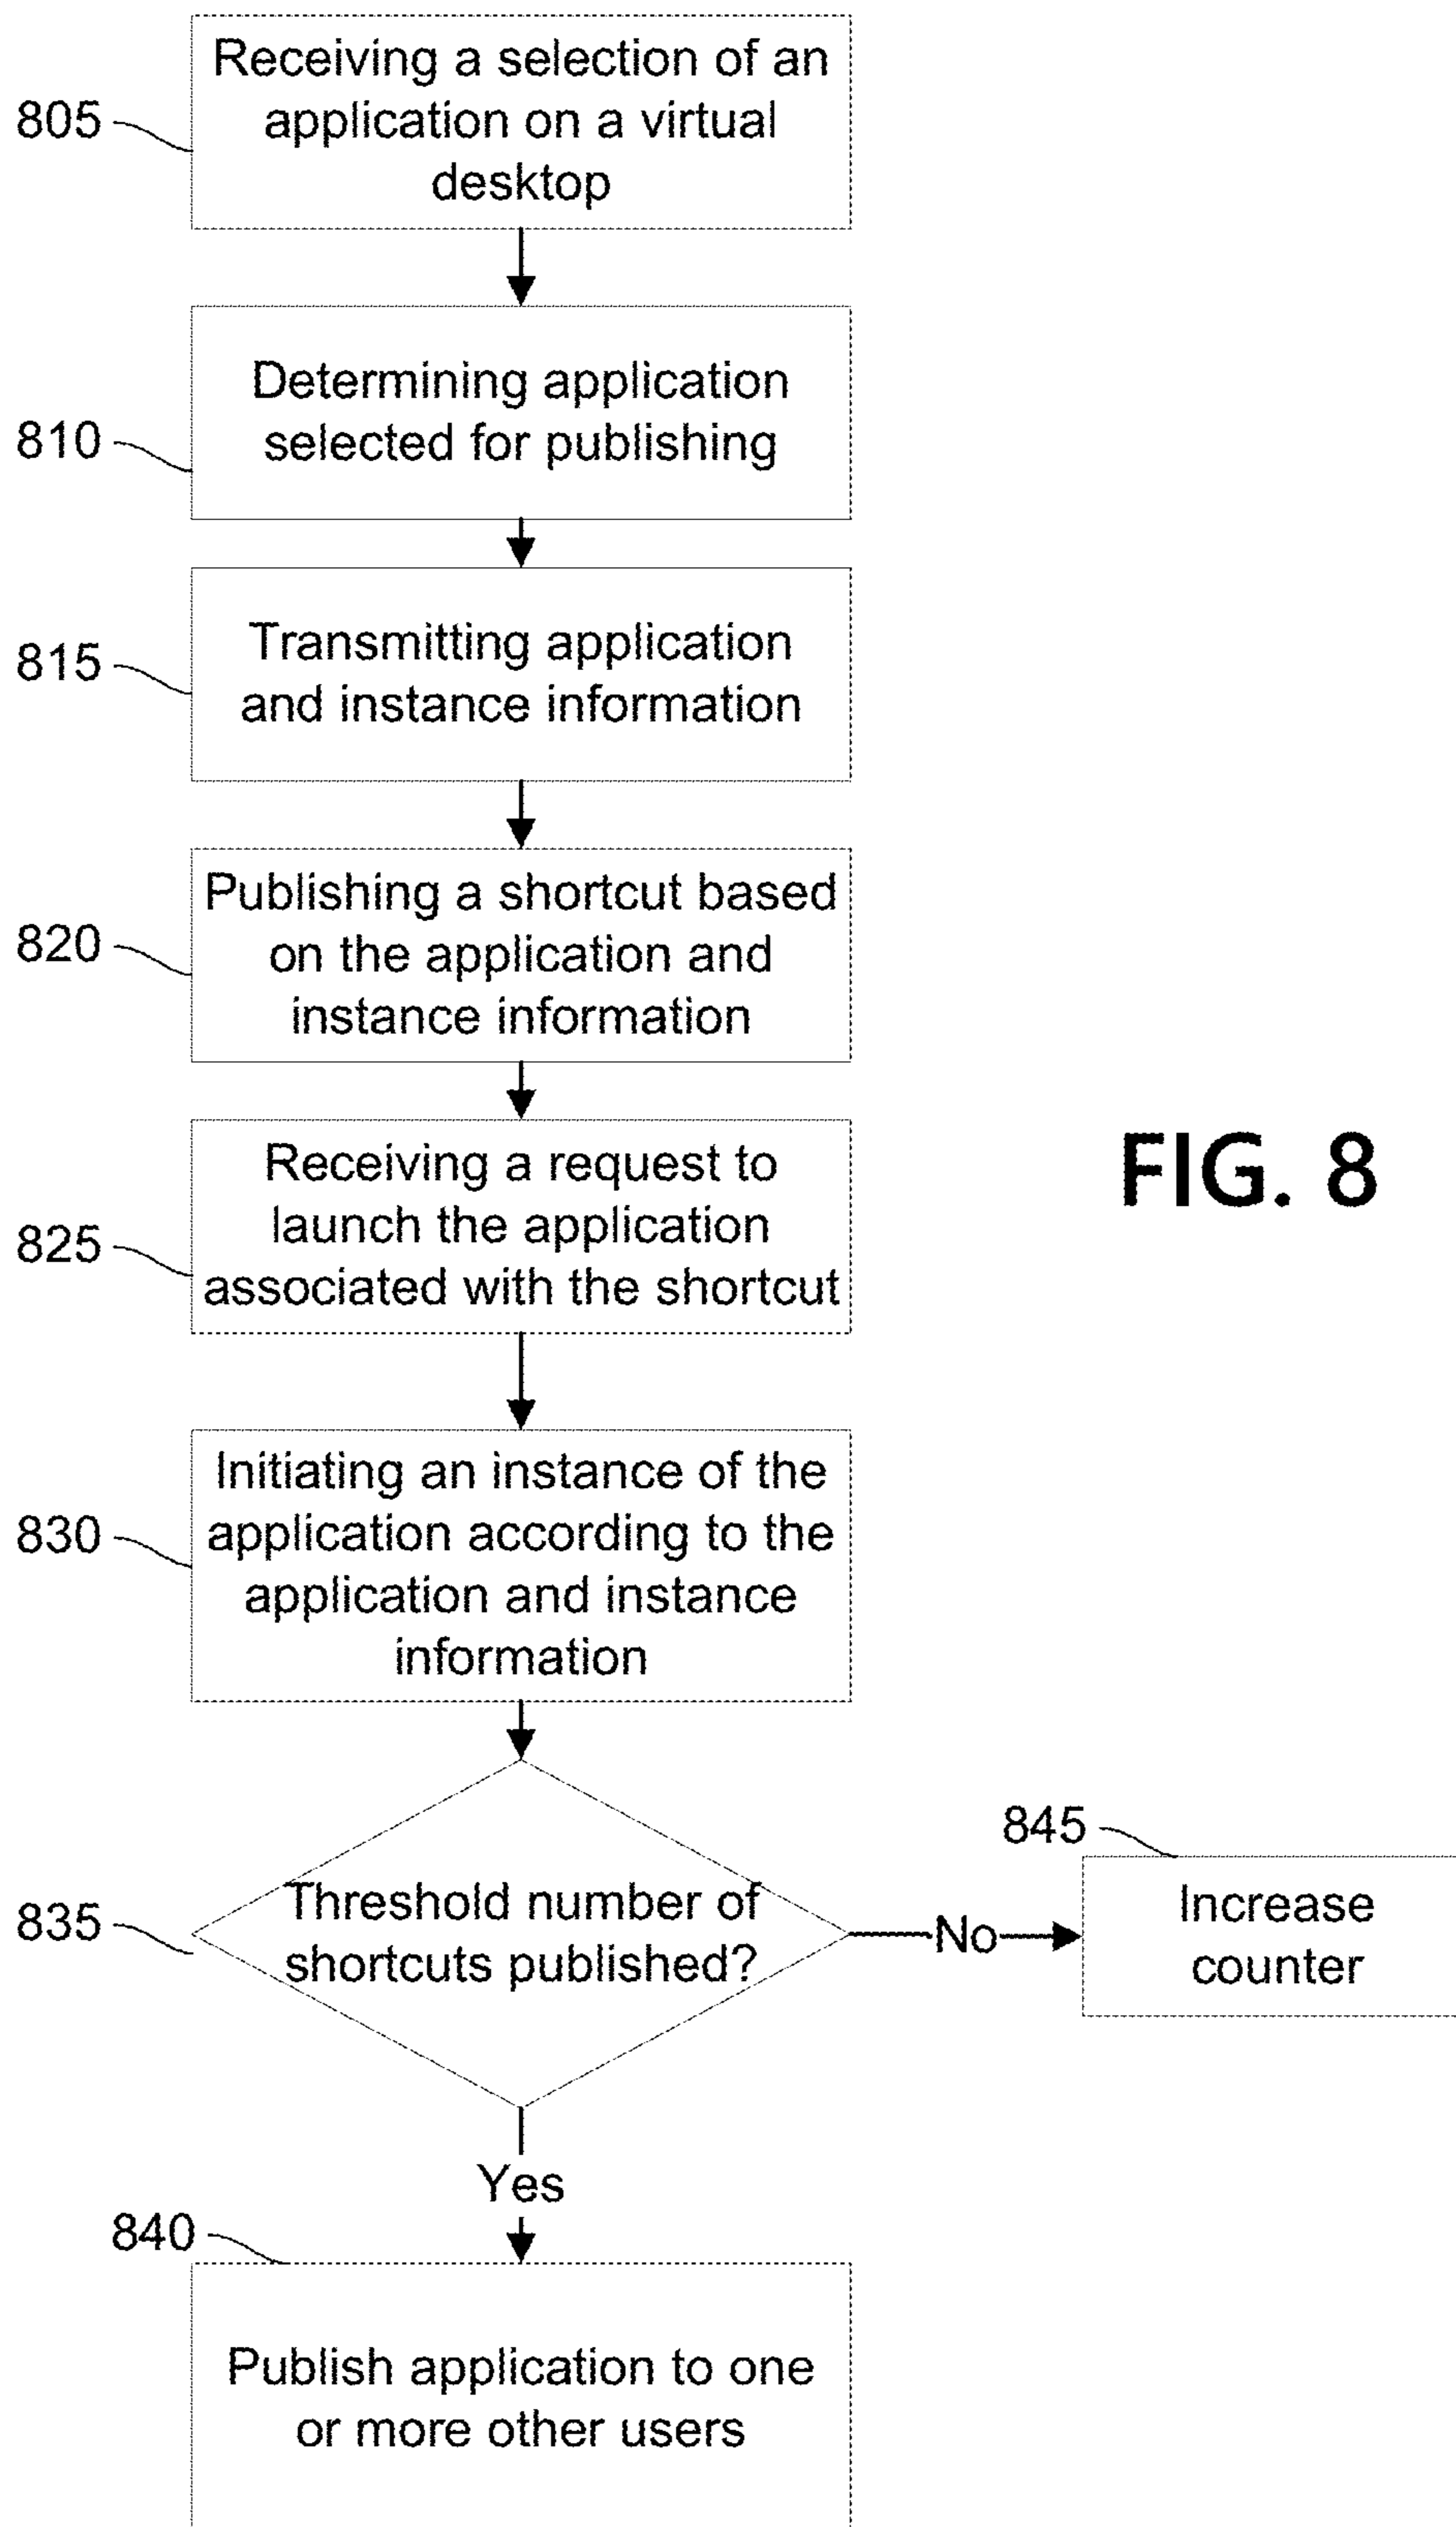 805
Receiving a selection of an
application on a virtual
desktop
810
Determining application
selected for publishing
815
Transmitting application
and instance information
820
Publishing a shortcut based
on the application and
instance information
825
Receiving a request to
launch the application
associated with the shortcut
FIG. 8
830
Initiating an instance of the
application according to the
application and instance
information
835
Threshold number of
shortcuts published?
No
845
Increase
counter
Yes
840
Publish application to one
or more other users